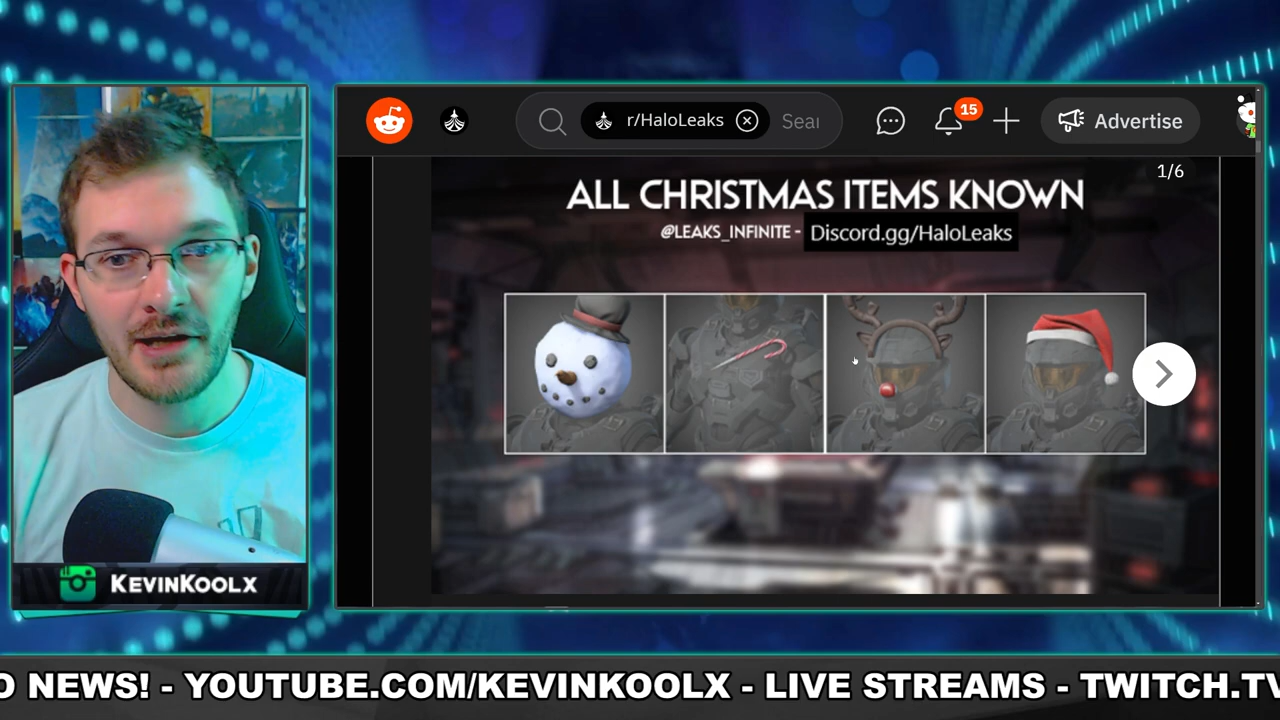 r/HaloLeaks
Sear
15
Advertise
1/6
ALL CHRISTMAS ITEMS KNOWN
@LEAKS_INFINITE - Discord.gg/HaloLeaks
KEVINKOOLX
O NEWS! - YOUTUBE.COM/KEVINKOOLX - LIVE STREAMS - TWITCH.TV